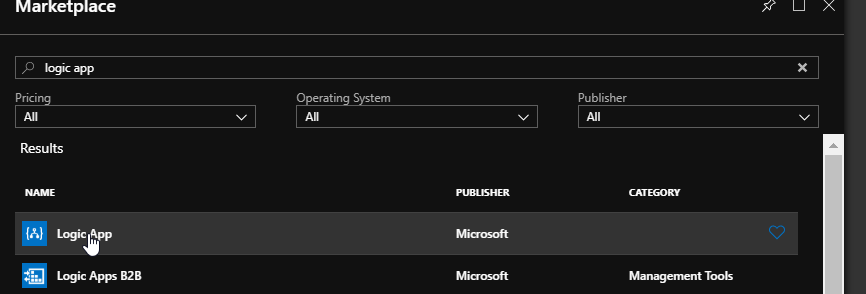 Marketplace
logic app
Pricing Operating System Publisher
All All All
Results
NAME PUBLISHER CATEGORY
Logic App Microsoft
Logic Apps B2B Microsoft Management Tools